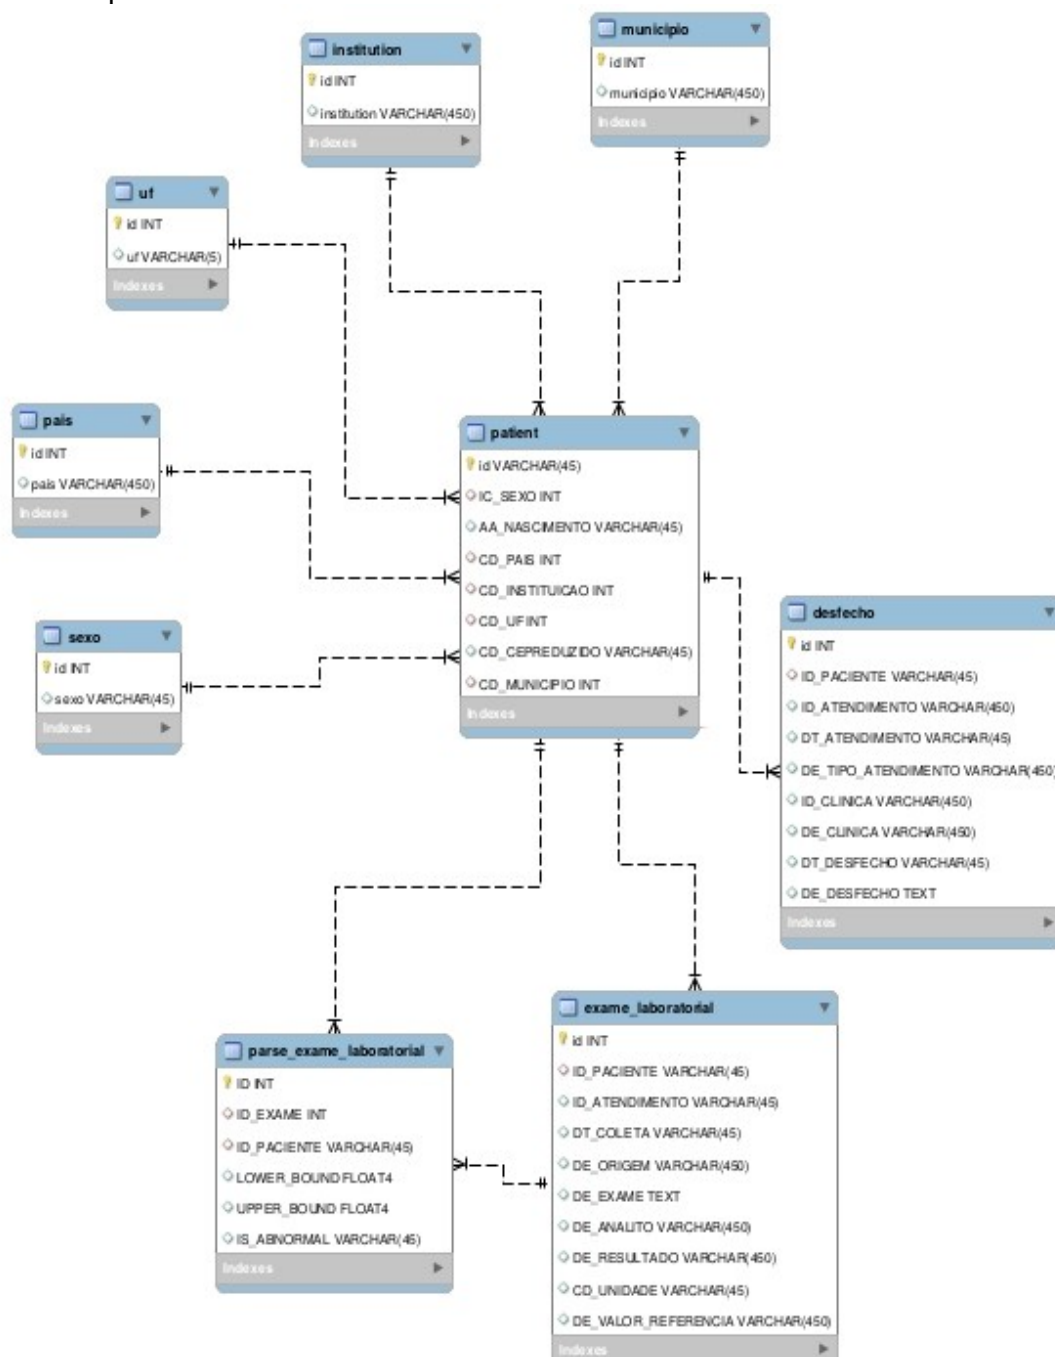 institution
id INT
institution VARCHAR(450)
Indexes
municipio
id INT
municipio VARCHAR(450)
Indexes
uf
id INT
uf VARCHAR(5)
Indexes
pais
id INT
pais VARCHAR(450)
Indexes
sexo
id INT
sexo VARCHAR(45)
Indexes
patient
id VARCHAR(45)
IC_SEXO INT
AA_NASCIMENTO VARCHAR(45)
CD_PAIS INT
CD_INSTITUICAO INT
CD_UF INT
CD_CEPREDUZIDO VARCHAR(45)
CD_MUNICIPIO INT
Indexes
desfecho
id INT
ID_PACIENTE VARCHAR(45)
ID_ATENDIMENTO VARCHAR(450)
DT_ATENDIMENTO VARCHAR(45)
DE_TIPO_ATENDIMENTO VARCHAR(450)
ID_CLINICA VARCHAR(450)
DE_CLINICA VARCHAR(450)
DT_DESFECHO VARCHAR(45)
DE_DESFECHO TEXT
Indexes
parse_exame_laboratorial
ID INT
ID_EXAME INT
ID_PACIENTE VARCHAR(45)
LOWER_BOUND FLOAT4
UPPER_BOUND FLOAT4
IS_ABNORMAL VARCHAR(45)
Indexes
exame_laboratorial
id INT
ID_PACIENTE VARCHAR(45)
ID_ATENDIMENTO VARCHAR(45)
DT_COLETA VARCHAR(45)
DE_ORIGEM VARCHAR(450)
DE_EXAME TEXT
DE_ANALITO VARCHAR(450)
DE_RESULTADO VARCHAR(450)
CD_UNIDADE VARCHAR(45)
DE_VALOR_REFERENCIA VARCHAR(450)
Indexes